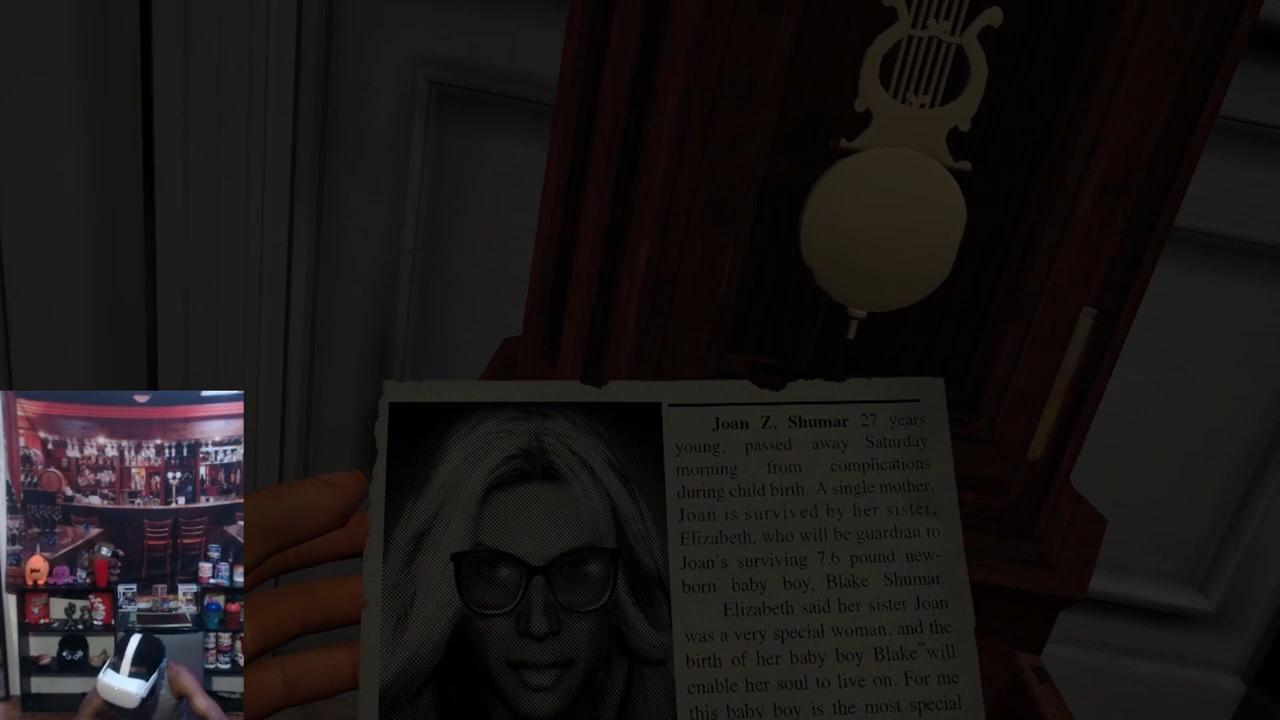 Joan Z. Shumar 27 years
young, passed away Saturday
morning from complications
during child birth. A single mother,
Joan is survived by her sister,
Elizabeth, who will be guardian to
Joan's surviving 7.6 pound new-
born baby boy, Blake Shumar.
Elizabeth said her sister Joan
was a very special woman, and the
birth of her baby boy Blake"will
enable her soul to live on. For me
this baby boy is the most special